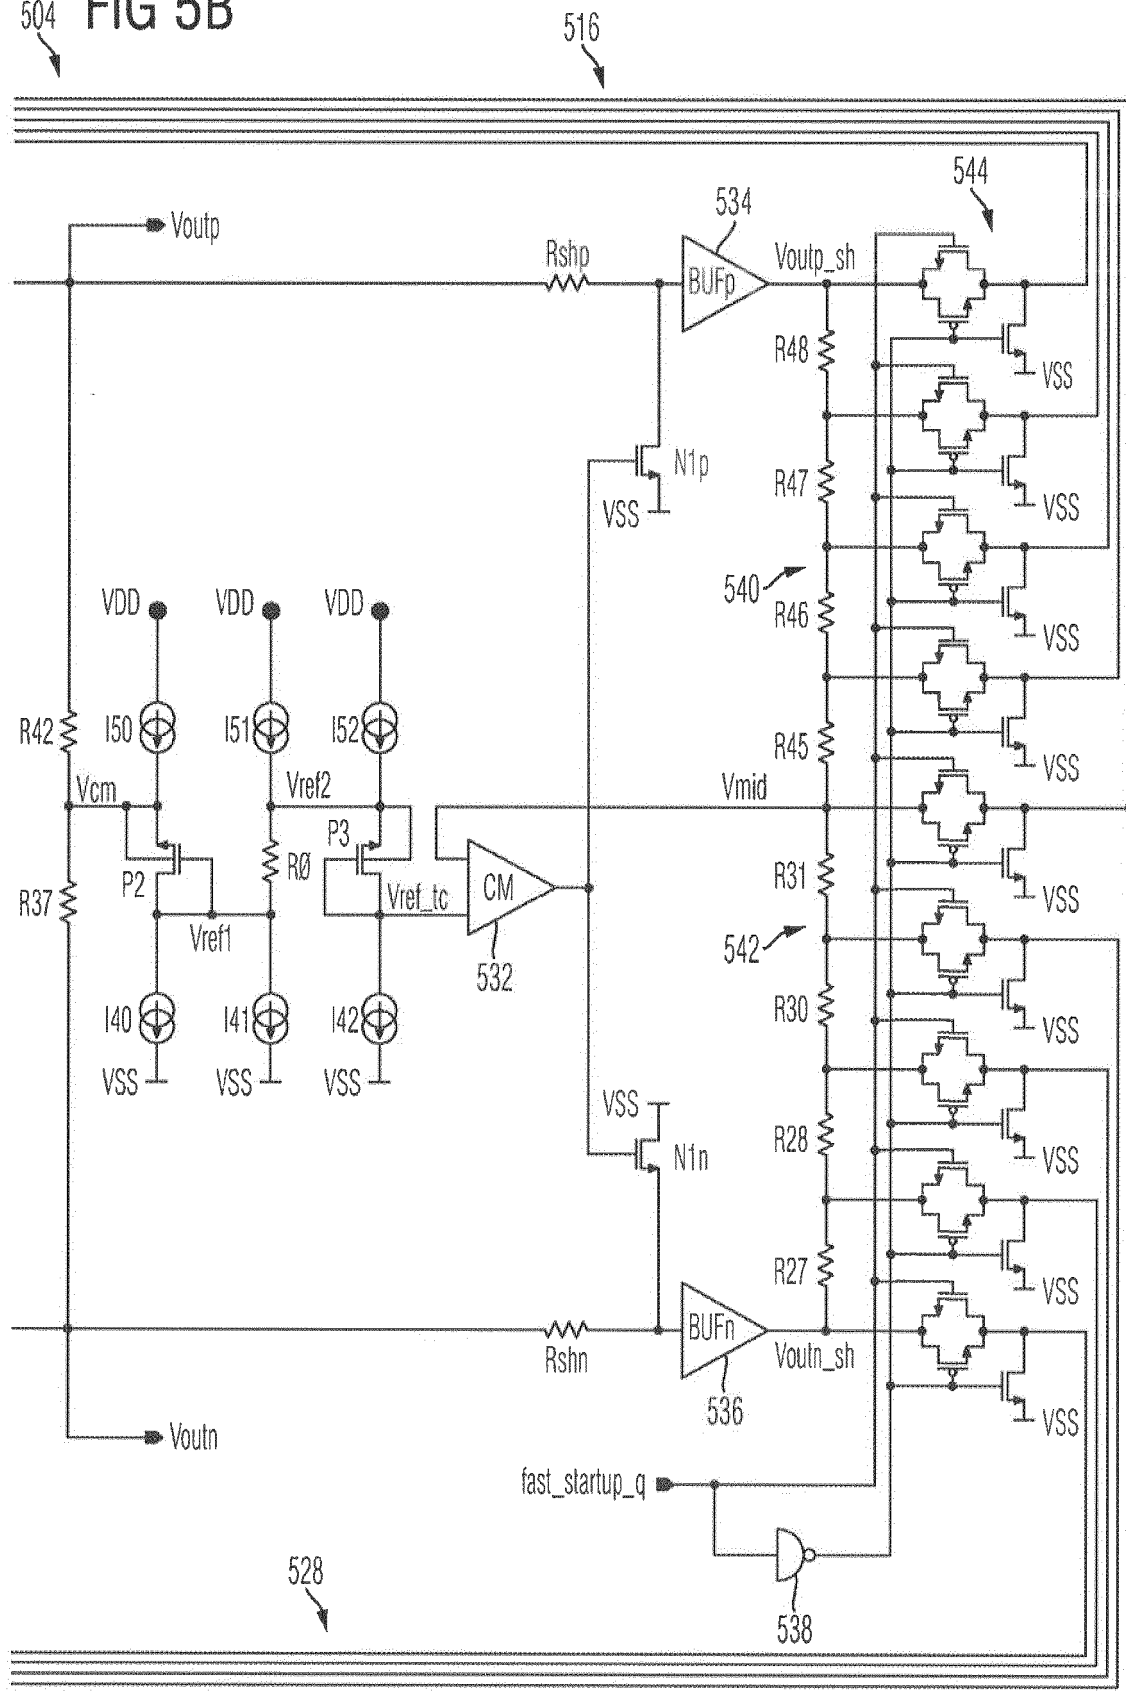 504 FIG 5B
516
544
534
Voutp
Rshp
BUFp
Voutp_sh
R48
VSS
N1p
R47
VSS
VSS
540
VDD VDD VDD
R46
VSS
R42
I50
I51
I52
R45
VSS
Vcm
Vref2
Vmid
P3
P2
RØ
CM
R31
VSS
R37
Vref_tc
Vref1
542
532
R30
I40
I41
I42
VSS
VSS VSS VSS
VSS
R28
N1n
VSS
R27
VSS
BUFn
Rshn
Voutn_sh
536
VSS
Voutn
fast_startup_q
528
538